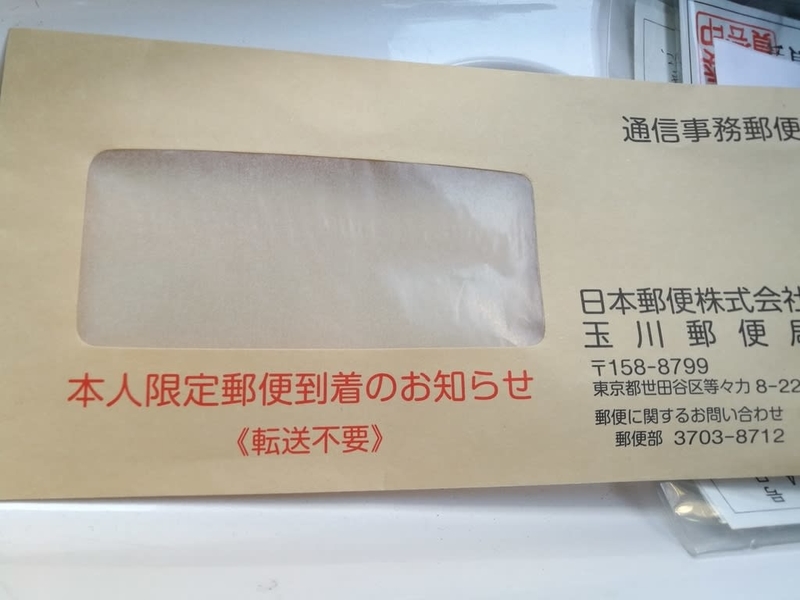 通信事務郵便
日本郵便株式会社
玉川郵便局
〒158-8799
東京都世田谷区等々力8-22
郵便に関するお問い合わせ
郵便部 3703-8712
本人限定郵便到着のお知らせ
《転送不要》